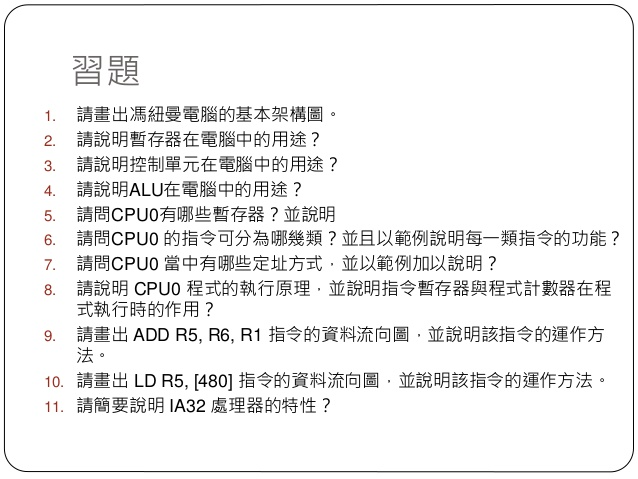 習題
1. 請畫出馮紐曼電腦的基本架構圖。
2. 請說明暫存器在電腦中的用途？
3. 請說明控制單元在電腦中的用途？
4. 請說明ALU在電腦中的用途？
5. 請問CPU0有哪些暫存器？並說明
6. 請問CPU0 的指令可分為哪幾類？並且以範例說明每一類指令的功能？
7. 請問CPU0 當中有哪些定址方式，並以範例加以說明？
8. 請說明 CPU0 程式的執行原理，並說明指令暫存器與程式計數器在程
式執行時的作用？
9. 請畫出 ADD R5, R6, R1 指令的資料流向圖，並說明該指令的運作方
法。
10. 請畫出 LD R5, [480] 指令的資料流向圖，並說明該指令的運作方法。
11. 請簡要說明 IA32 處理器的特性？